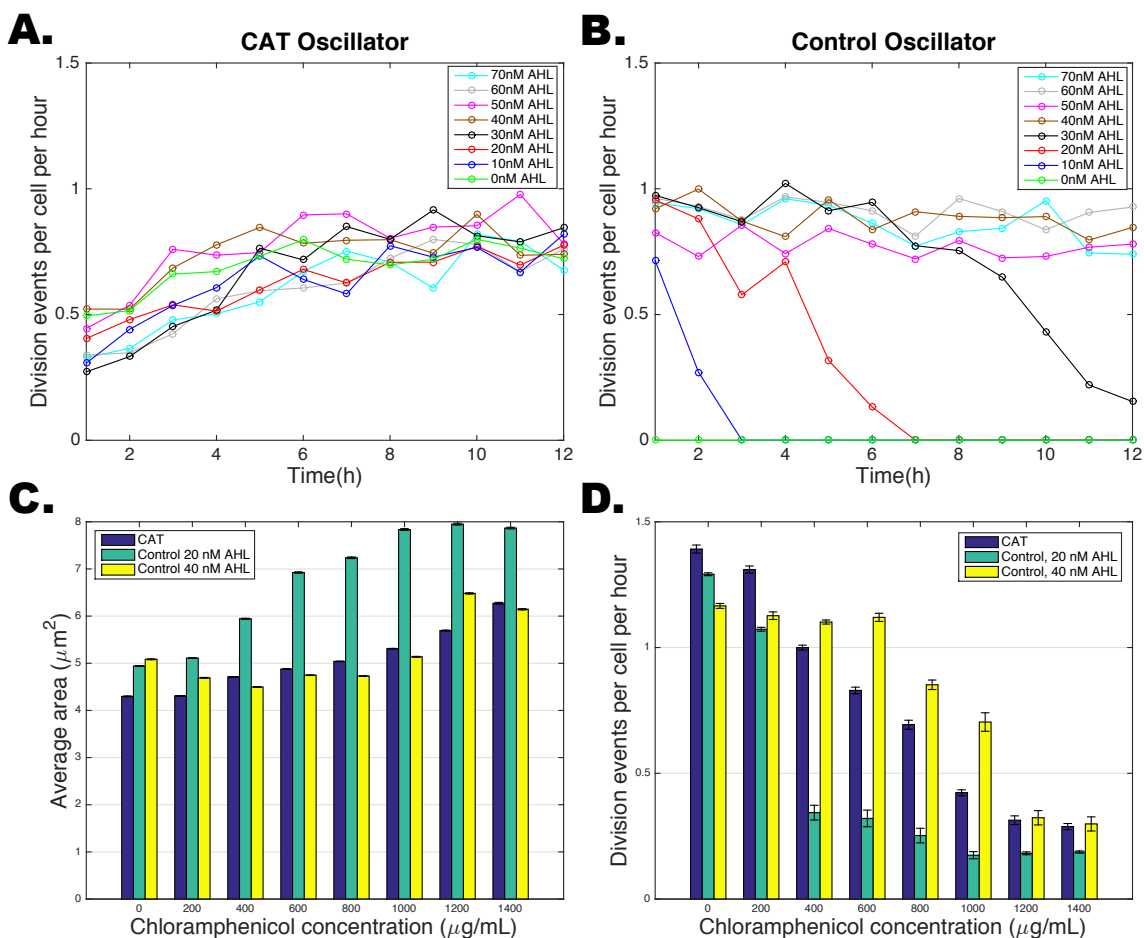 A.
CAT Oscillator
Division events per cell per hour
1.5
1
0.5
0
70nM AHL
60nM AHL
50nM AHL
40nM AHL
30nM AHL
20nM AHL
10nM AHL
0nM AHL
2 4 6 8 10 12
Time(h)
B.
Control Oscillator
Division events per cell per hour
1.5
1
0.5
0
70nM AHL
60nM AHL
50nM AHL
40nM AHL
30nM AHL
20nM AHL
10nM AHL
0nM AHL
2 4 6 8 10 12
Time(h)
C.
Average area (μm²)
8
7
6
5
4
3
2
1
0
CAT
Control 20 nM AHL
Control 40 nM AHL
0 200 400 600 800 1000 1200 1400
Chloramphenicol concentration (μg/mL)
D.
Division events per cell per hour
1.5
1
0.5
0
CAT
Control, 20 nM AHL
Control, 40 nM AHL
0 200 400 600 800 1000 1200 1400
Chloramphenicol concentration (μg/mL)